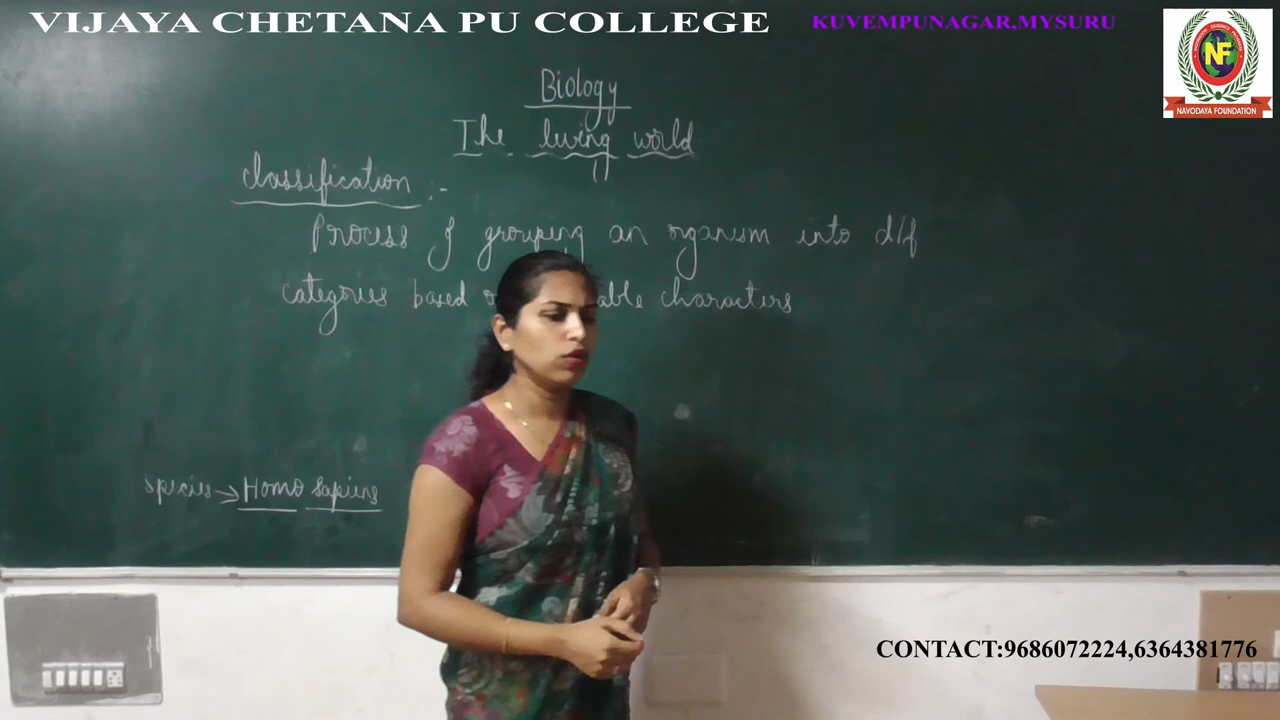 VIJAYA CHETANA PU COLLEGE
KUVEMPUNAGAR,MYSURU
NF
NAVODAYA FOUNDATION
Biology
The living world
Classification :-
Process of grouping an organism into d/f
categories based able characters
species → Homo sapiens
CONTACT:9686072224,6364381776